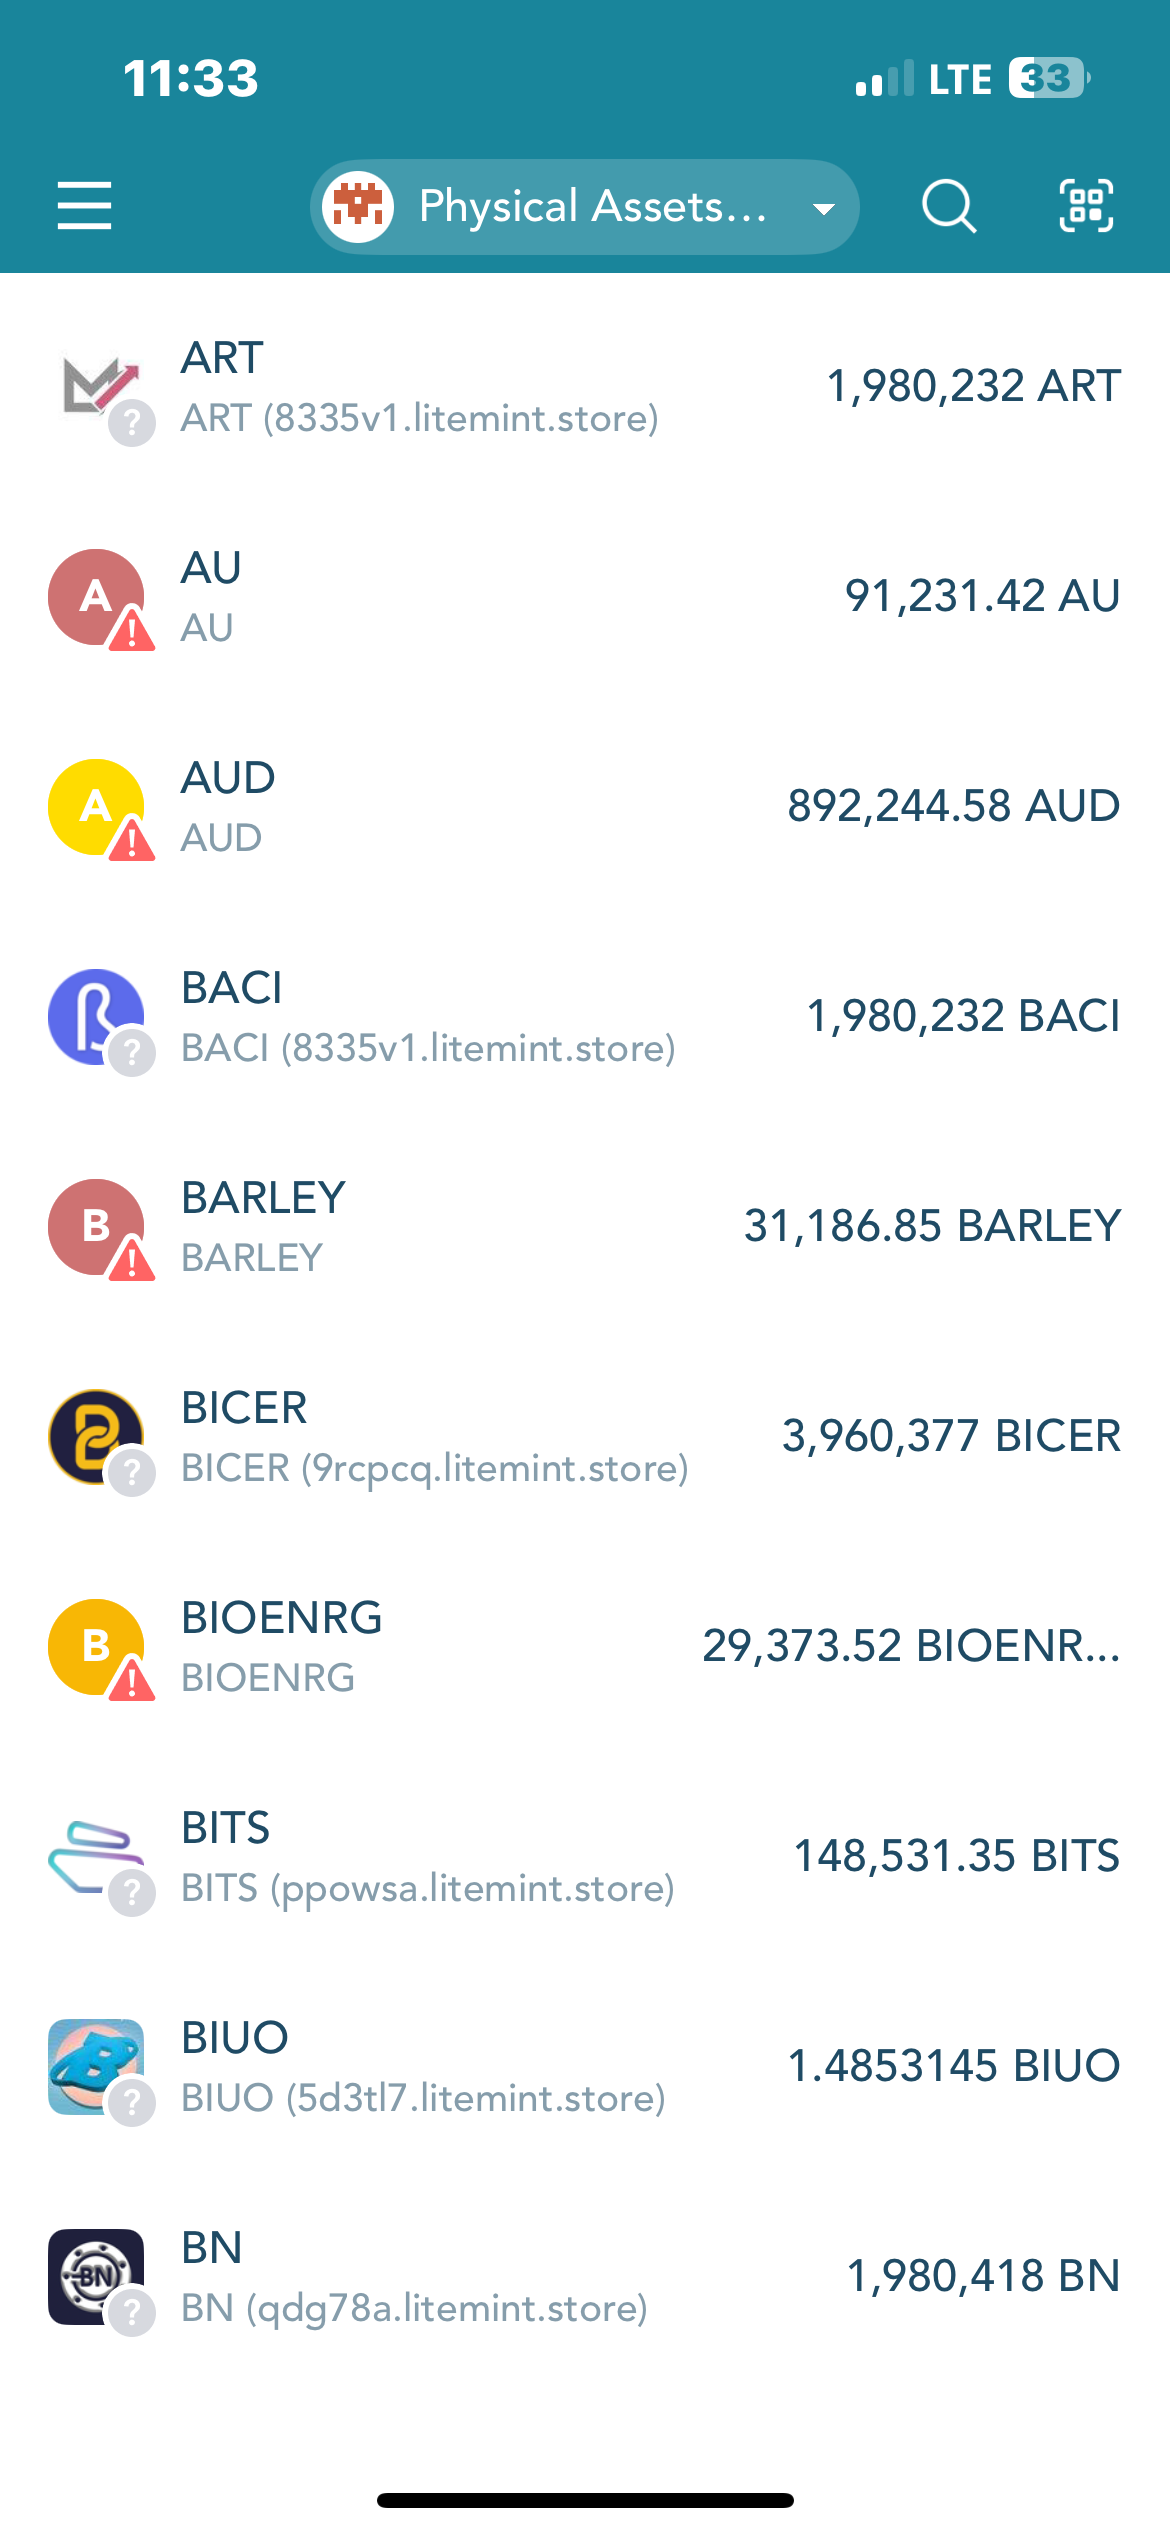 11:33
LTE 33
Physical Assets...
ART
1,980,232 ART
ART (8335v1.litemint.store)
A
AU
91,231.42 AU
AU
A
AUD
892,244.58 AUD
AUD
BACI
1,980,232 BACI
BACI (8335v1.litemint.store)
B
BARLEY
31,186.85 BARLEY
BARLEY
BICER
3,960,377 BICER
BICER (9rcpcq.litemint.store)
B
BIOENRG
29,373.52 BIOENR...
BIOENRG
BITS
148,531.35 BITS
BITS (ppowsa.litemint.store)
BIUO
1.4853145 BIUO
BIUO (5d3tl7.litemint.store)
BN
BN
1,980,418 BN
BN (qdg78a.litemint.store)